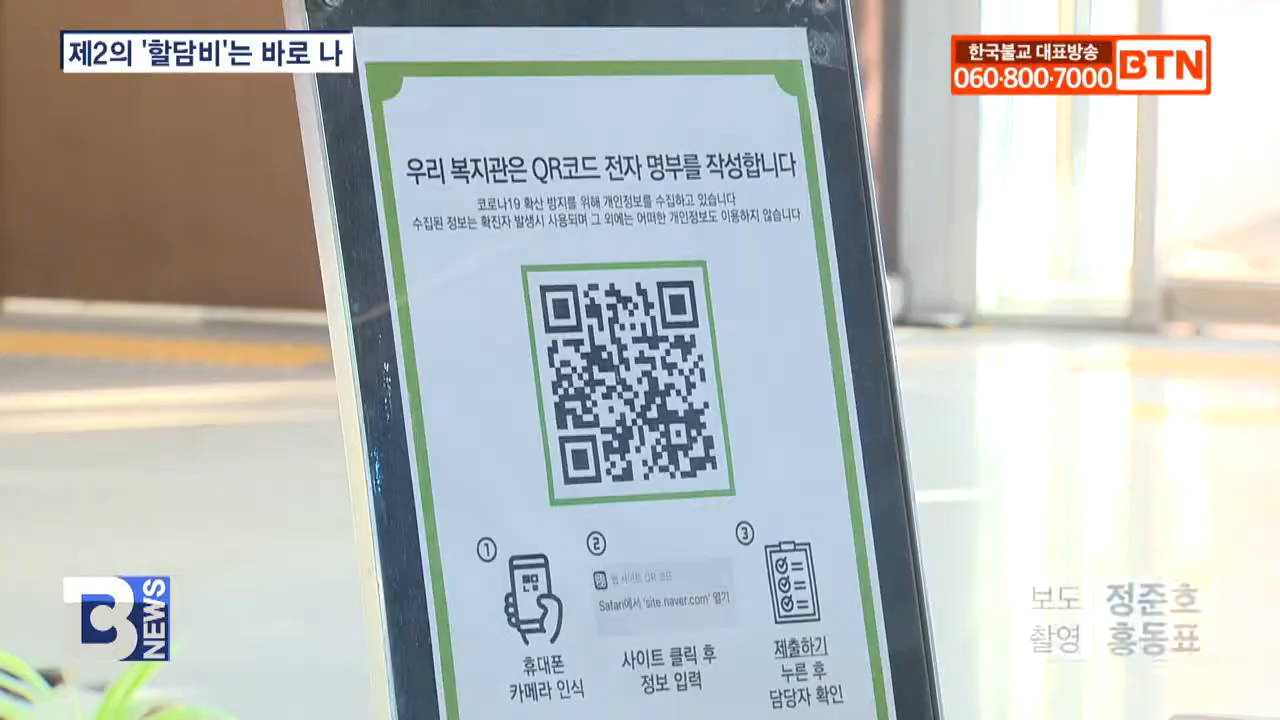 제2의 '할담비'는 바로 나
한국불교 대표방송
060·800·7000
BTN
우리 복지관은 QR코드 전자 명부를 작성합니다
코로나19 확산 방지를 위해 개인정보를 수집하고 있습니다
수집된 정보는 확진자 발생시 사용되며 그 외에는 어떠한 개인정보도 이용하지 않습니다
1
2
3
웹 사이트 QR 코드
Safari에서 'site.naver.com' 열기
휴대폰
카메라 인식
사이트 클릭 후
정보 입력
제출하기
누른 후
담당자 확인
B NEWS
보도 정준호
촬영 홍동표